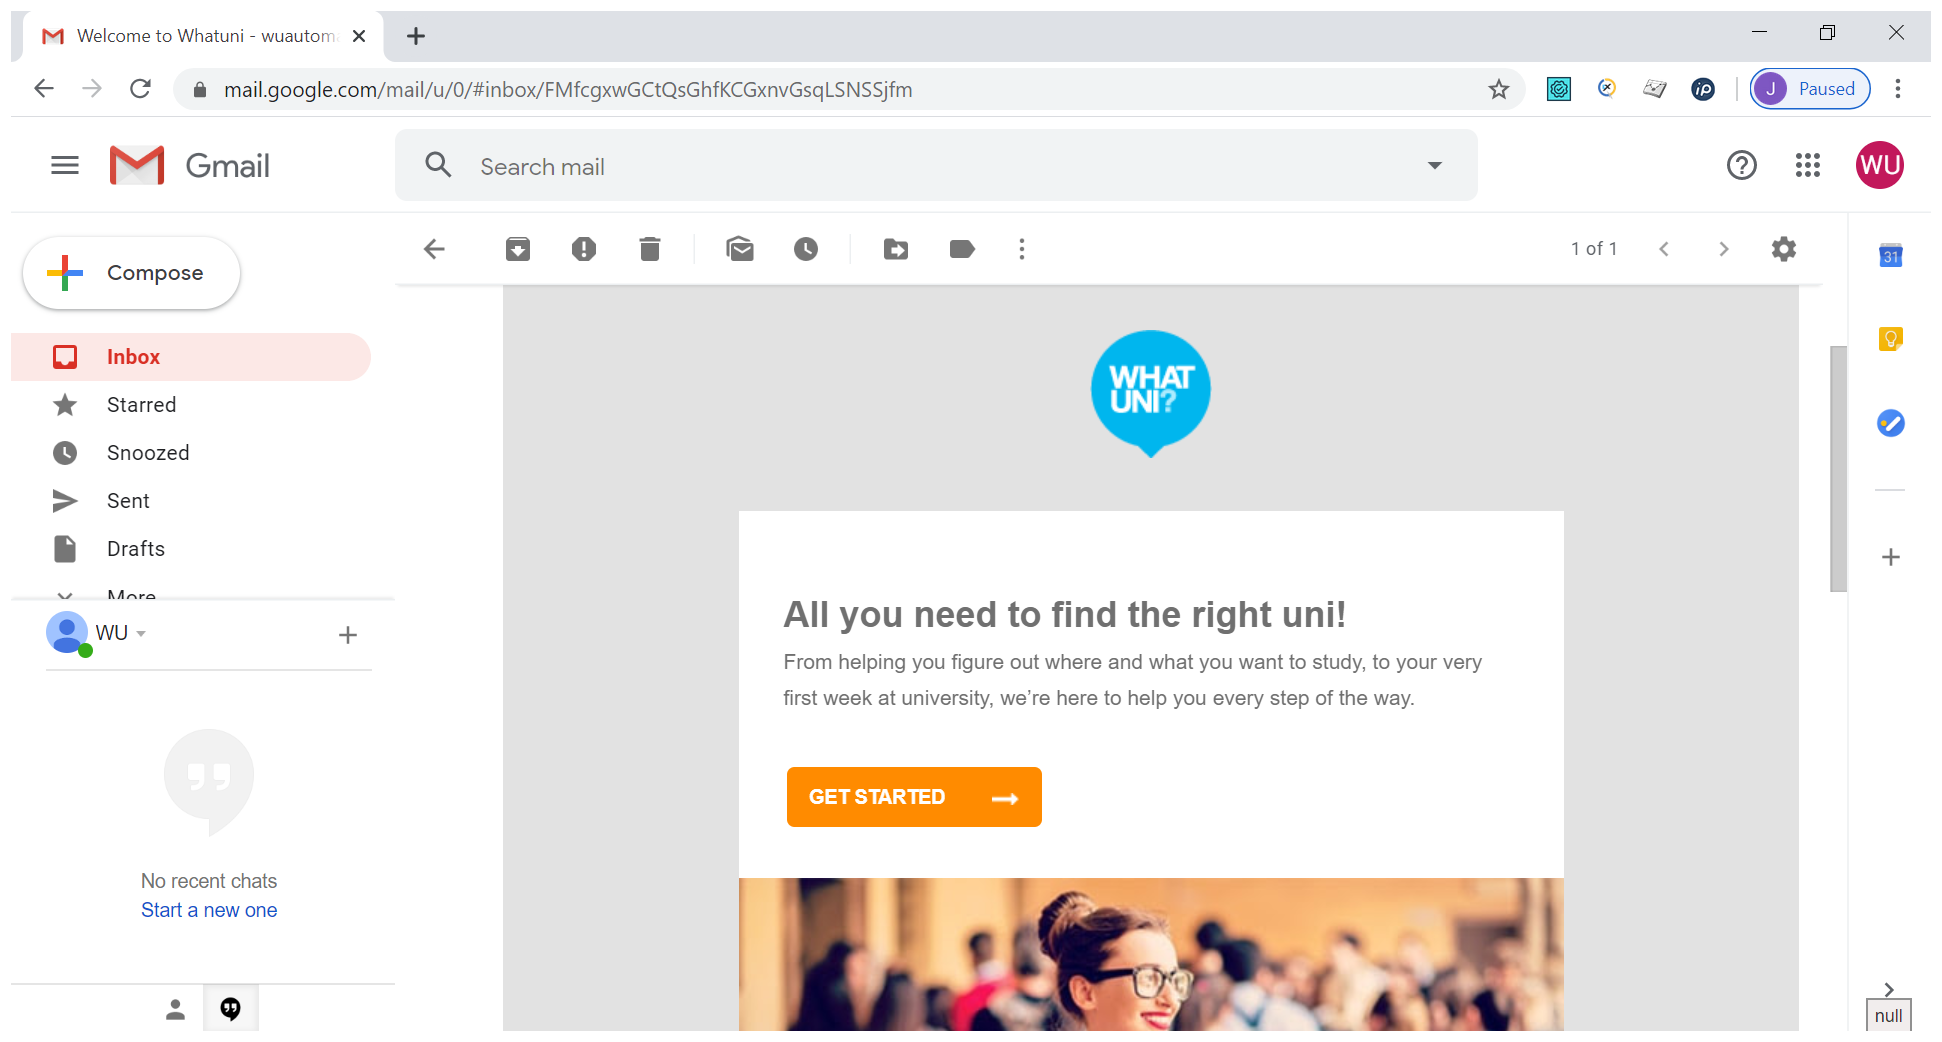 Welcome to Whatuni - wuautom
mail.google.com/mail/u/0/#inbox/FMfcgxwGCtQsGhfKCGxnvGsqLSNSSjfm
J Paused
Gmail
Search mail
WU
Compose
1 of 1
31
Inbox
Starred
Snoozed
Sent
Drafts
More
WU
No recent chats
Start a new one
WHAT
UNI?
All you need to find the right uni!
From helping you figure out where and what you want to study, to your very
first week at university, we’re here to help you every step of the way.
GET STARTED
null